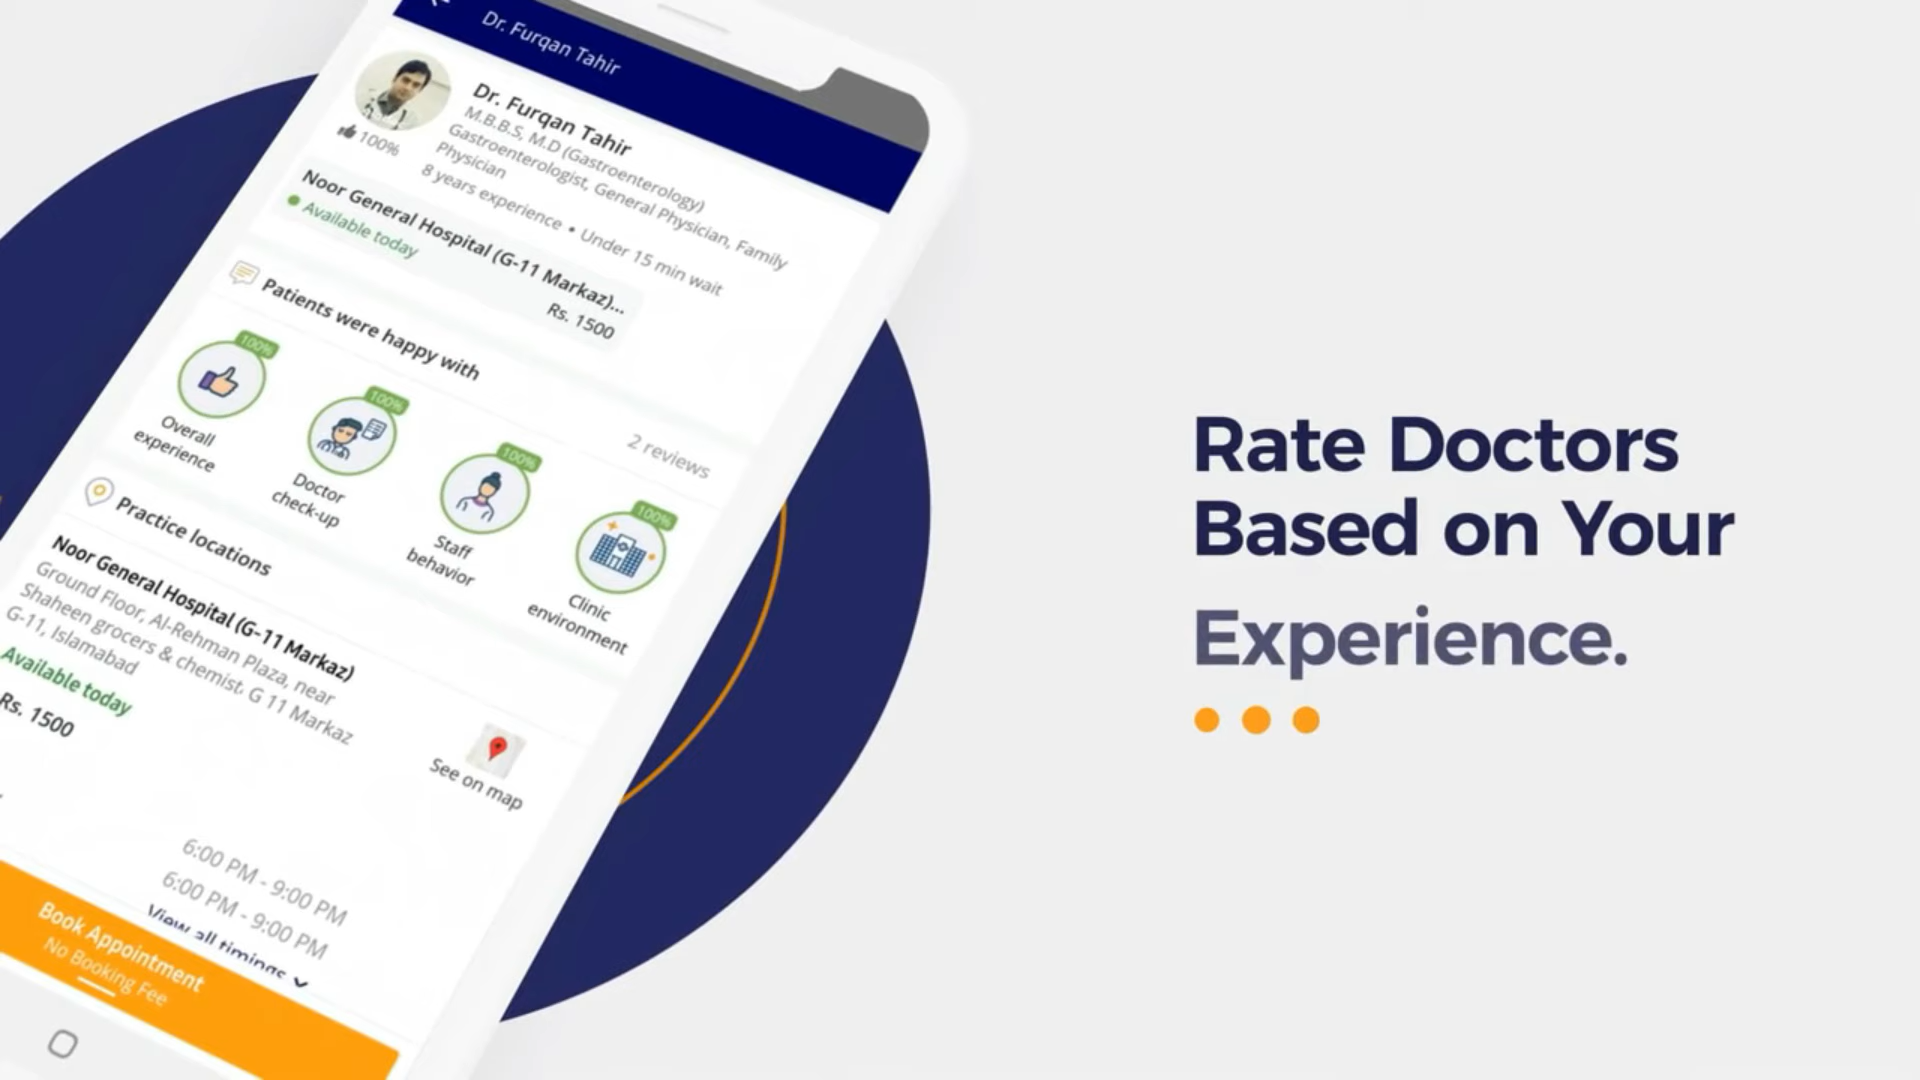 Dr. Furqan Tahir
Dr. Furqan Tahir
M.B.B.S, M.D (Gastroenterology)
Gastroenterologist, General Physician, Family
Physician
8 years experience • Under 15 min wait
100%
Noor General Hospital (G-11 Markaz)...
Available today
Rs. 1500
Patients were happy with
2 reviews
100%
Overall
experience
100%
Doctor
check-up
100%
Staff
behavior
100%
Clinic
environment
Practice locations
Noor General Hospital (G-11 Markaz)
Ground Floor, Al-Rehman Plaza, near
Shaheen grocers & chemist, G 11 Markaz
G-11, Islamabad
Available today
Rs. 1500
See on map
6:00 PM - 9:00 PM
6:00 PM - 9:00 PM
View all timings
Book Appointment
No Booking Fee
Rate Doctors
Based on Your
Experience.